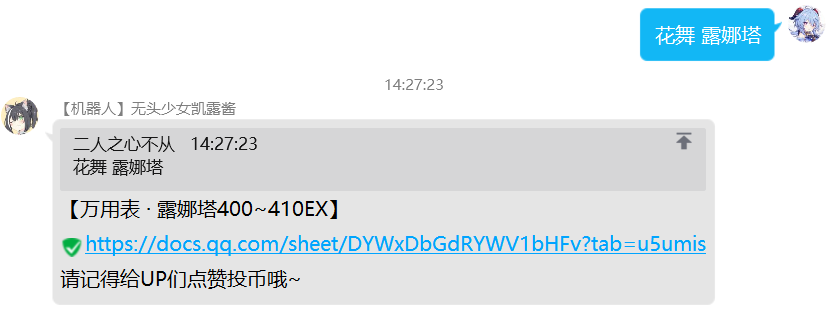 花舞 露娜塔
14:27:23
【机器人】无头少女凯露酱
二人之心不从 14:27:23
花舞 露娜塔
【万用表 · 露娜塔400~410EX】
https://docs.qq.com/sheet/DYWxDbGdRYWV1bHFv?tab=u5umis
请记得给UP们点赞投币哦~